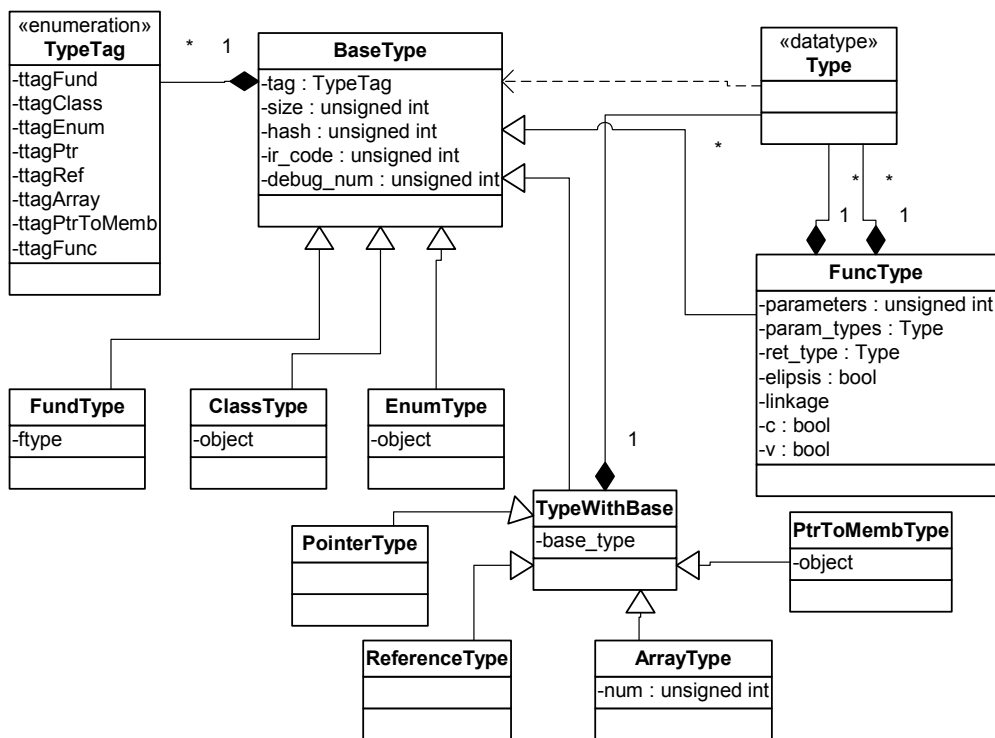 «enumeration»
TypeTag
-ttagFund
-ttagClass
-ttagEnum
-ttagPtr
-ttagRef
-ttagArray
-ttagPtrToMemb
-ttagFunc
* 1
BaseType
-tag : TypeTag
-size : unsigned int
-hash : unsigned int
-ir_code : unsigned int
-debug_num : unsigned int
«datatype»
Type
*
* *
1 1
FuncType
-parameters : unsigned int
-param_types : Type
-ret_type : Type
-elipsis : bool
-linkage
-c : bool
-v : bool
FundType
-ftype
ClassType
-object
EnumType
-object
1
TypeWithBase
-base_type
PointerType
PtrToMembType
-object
ReferenceType
ArrayType
-num : unsigned int